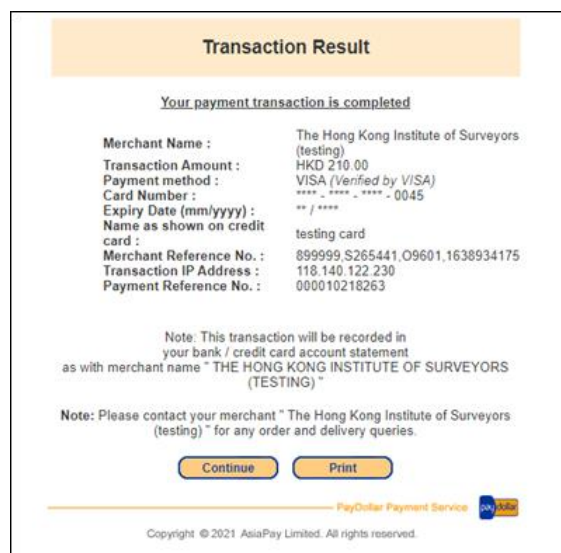 Transaction Result
Your payment transaction is completed
Merchant Name : The Hong Kong Institute of Surveyors
(testing)
Transaction Amount : HKD 210.00
Payment method : VISA (Verified by VISA)
Card Number : **** - **** - **** - 0045
Expiry Date (mm/yyyy) : ** / ****
Name as shown on credit
card : testing card
Merchant Reference No. : 899999,S265441,O9601,1638934175
Transaction IP Address : 118.140.122.230
Payment Reference No. : 000010218263
Note: This transaction will be recorded in
your bank / credit card account statement
as with merchant name " THE HONG KONG INSTITUTE OF SURVEYORS
(TESTING) "
Note: Please contact your merchant " The Hong Kong Institute of Surveyors
(testing) " for any order and delivery queries.
Continue Print
PayDollar Payment Service paydollar
Copyright © 2021 AsiaPay Limited. All rights reserved.